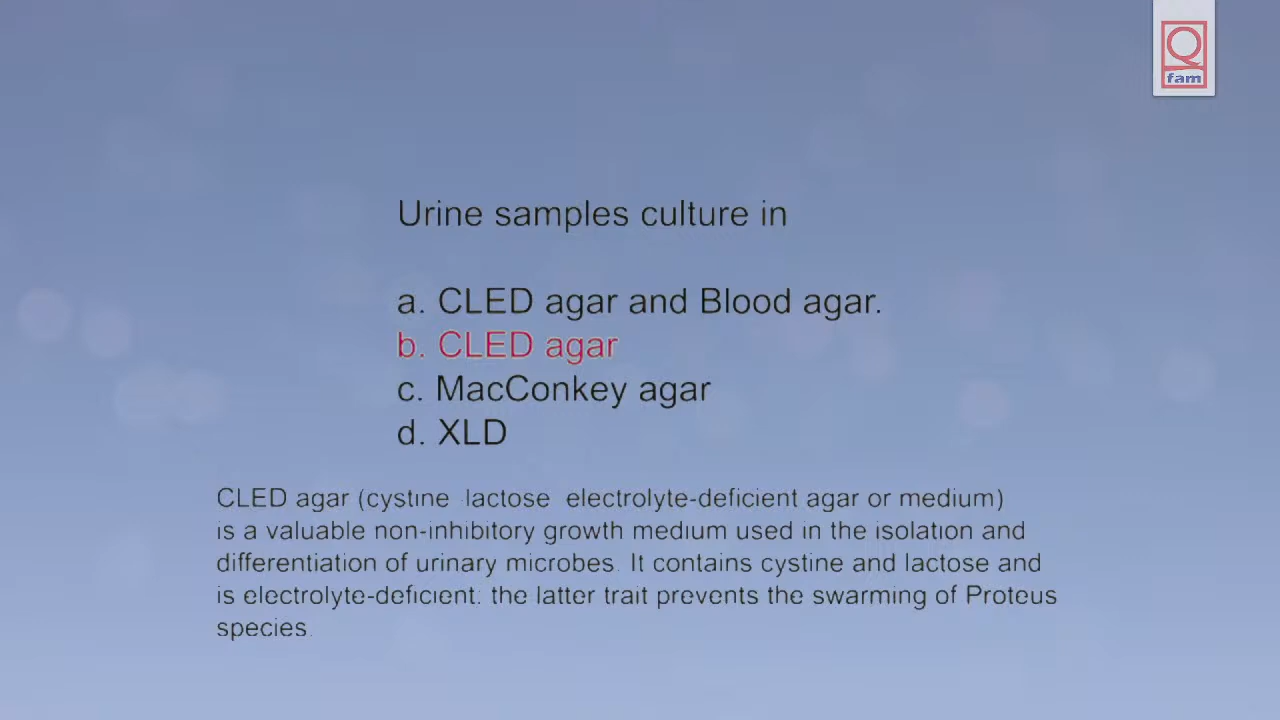 Q
fam
Urine samples culture in
a. CLED agar and Blood agar.
b. CLED agar
c. MacConkey agar
d. XLD
CLED agar (cystine lactose electrolyte-deficient agar or medium)
is a valuable non-inhibitory growth medium used in the isolation and
differentiation of urinary microbes. It contains cystine and lactose and
is electrolyte-deficient: the latter trait prevents the swarming of Proteus
species.